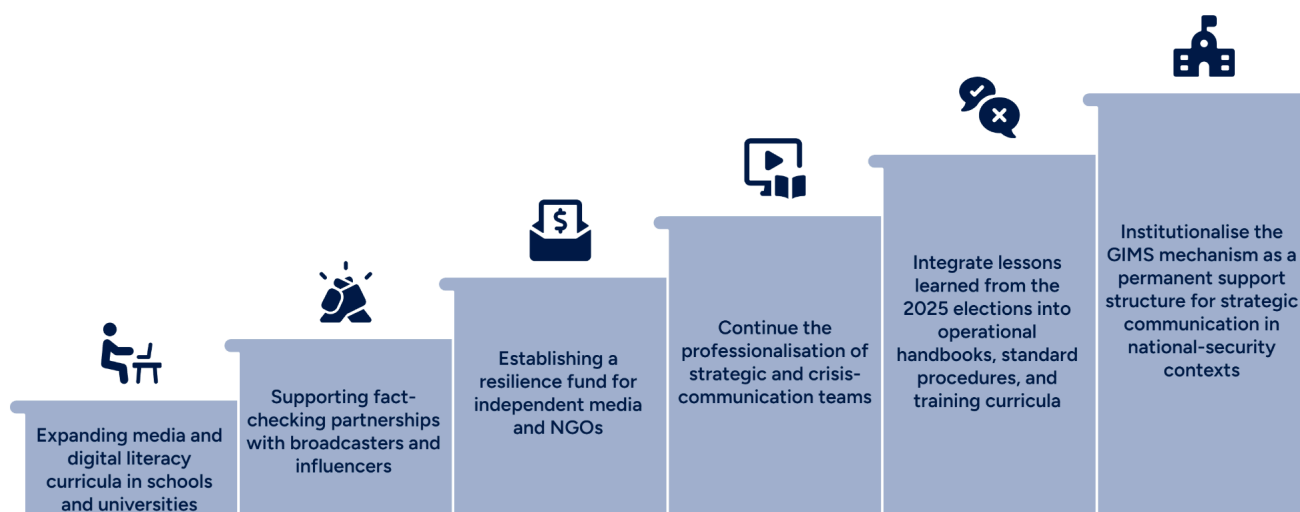 Expanding media and
digital literacy
curricula in schools
and universities
Supporting fact-
checking partnerships
with broadcasters and
influencers
Establishing a
resilience fund for
independent media
and NGOs
Continue the
professionalisation of
strategic and crisis-
communication teams
Integrate lessons
learned from the
2025 elections into
operational
handbooks, standard
procedures, and
training curricula
Institutionalise the
GIMS mechanism as a
permanent support
structure for strategic
communication in
national-security
contexts